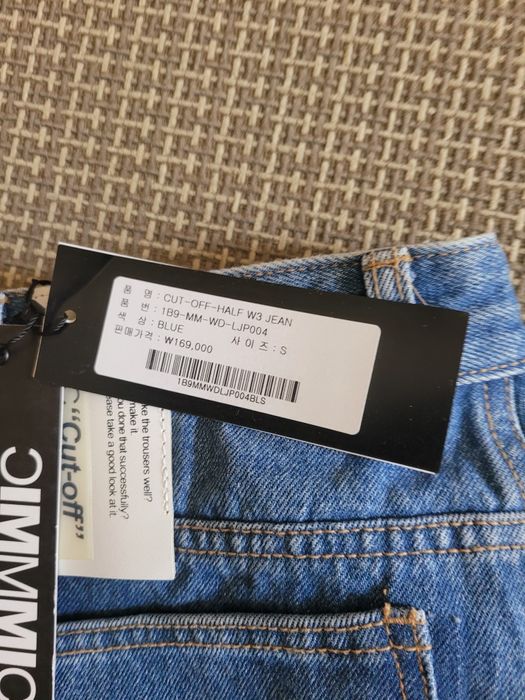 품 명 : CUT-OFF-HALF W3 JEAN
품 번 : 1B9-MM-WD-LJP004
색 상 : BLUE 사 이 즈 : S
판매가격 : ₩169,000
1B9MMWDLJP004BLS
"Cut-off"
ke the trousers well?
make it.
u done that successfully?
ease take a good look at it.